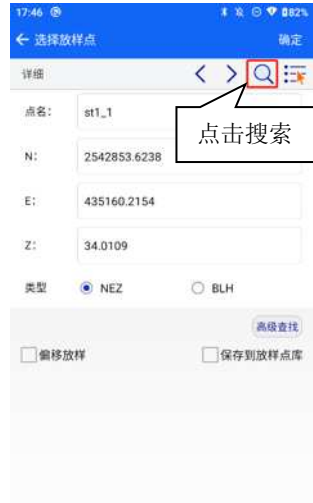 17:46 82%
选择放样点 确定
详细
点击搜索
点名: st1_1
N: 2542853.6238
E: 435160.2154
Z: 34.0109
类型 NEZ BLH
高级查找
偏移放样 保存到放样点库